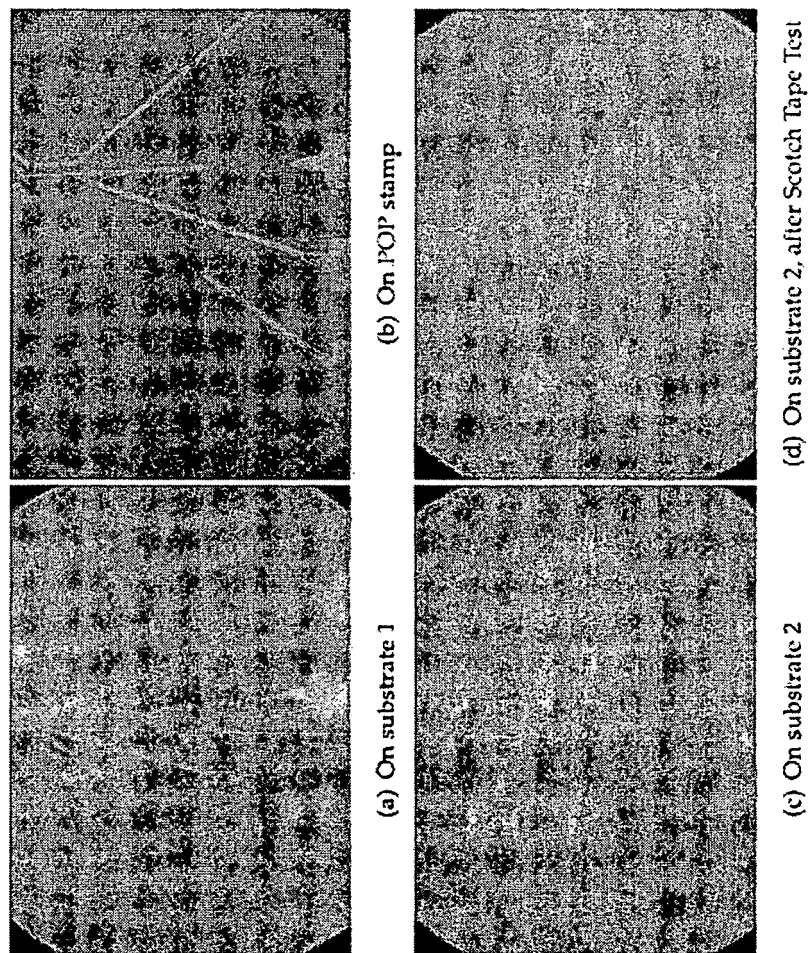 (a) On substrate 1
(b) On POP stamp
(c) On substrate 2
(d) On substrate 2, after Scotch Tape Test